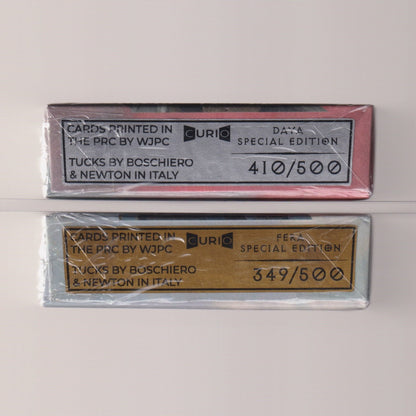 CARDS PRINTED IN
THE PRC BY WJPC
TUCKS BY BOSCHIERO
& NEWTON IN ITALY
CURIO
DAYA
SPECIAL EDITION
410/500
CARDS PRINTED IN
THE PRC BY WJPC
TUCKS BY BOSCHIERO
& NEWTON IN ITALY
CURIO
FERA
SPECIAL EDITION
349/500